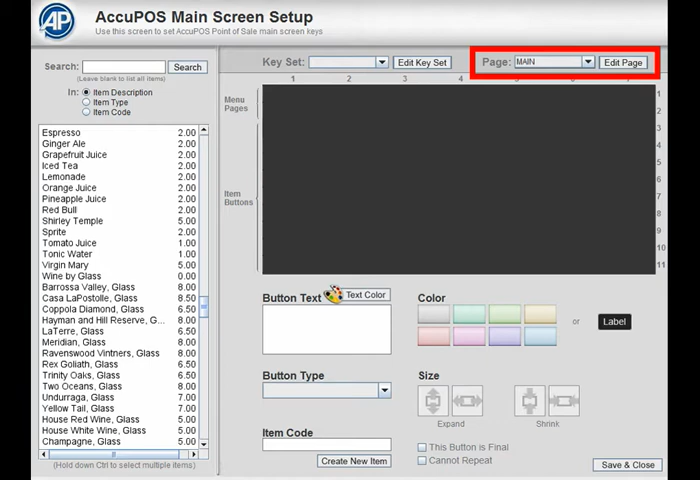 AP
AccuPOS Main Screen Setup
Use this screen to set AccuPOS Point of Sale main screen keys
Search:
Search
(Leave blank to list all items)
In:
Item Description
Item Type
Item Code
Espresso 2.00
Ginger Ale 2.00
Grapefruit Juice 2.00
Iced Tea 2.00
Lemonade 2.00
Orange Juice 2.00
Pineapple Juice 2.00
Red Bull 2.00
Shirley Temple 5.00
Sprite 2.00
Tomato Juice 1.00
Tonic Water 1.00
Virgin Mary 5.00
Wine by Glass 0.00
Barrossa Valley, Glass 8.00
Casa LaPostolle, Glass 8.50
Coppola Diamond, Glass 6.50
Hayman and Hill Reserve, G... 8.00
LaTerre, Glass 6.50
Meridian, Glass 8.00
Ravenswood Vintners, Glass 8.00
Rex Goliath, Glass 6.50
Trinity Oaks, Glass 6.50
Two Oceans, Glass 8.00
Undurraga, Glass 7.00
Yellow Tail, Glass 7.00
House Red Wine, Glass 5.00
House White Wine, Glass 5.00
Champagne, Glass 5.00
(Hold down Ctrl to select multiple items)
Key Set:
Edit Key Set
Page:
MAIN
Edit Page
1 2 3 4 5
Menu
Pages
Item
Buttons
1
2
3
4
5
6
7
8
9
10
11
Button Text
Text Color
Color
or
Label
Button Type
Size
Expand
Shrink
Item Code
Create New Item
This Button is Final
Cannot Repeat
Save & Close